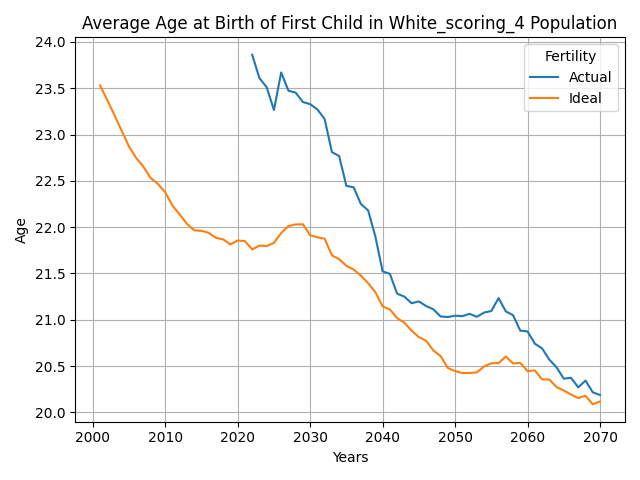 Average Age at Birth of First Child in White_scoring_4 Population
24.0
23.5
23.0
22.5
22.0
21.5
21.0
20.5
20.0
Age
Fertility
Actual
Ideal
2000 2010 2020 2030 2040 2050 2060 2070
Years